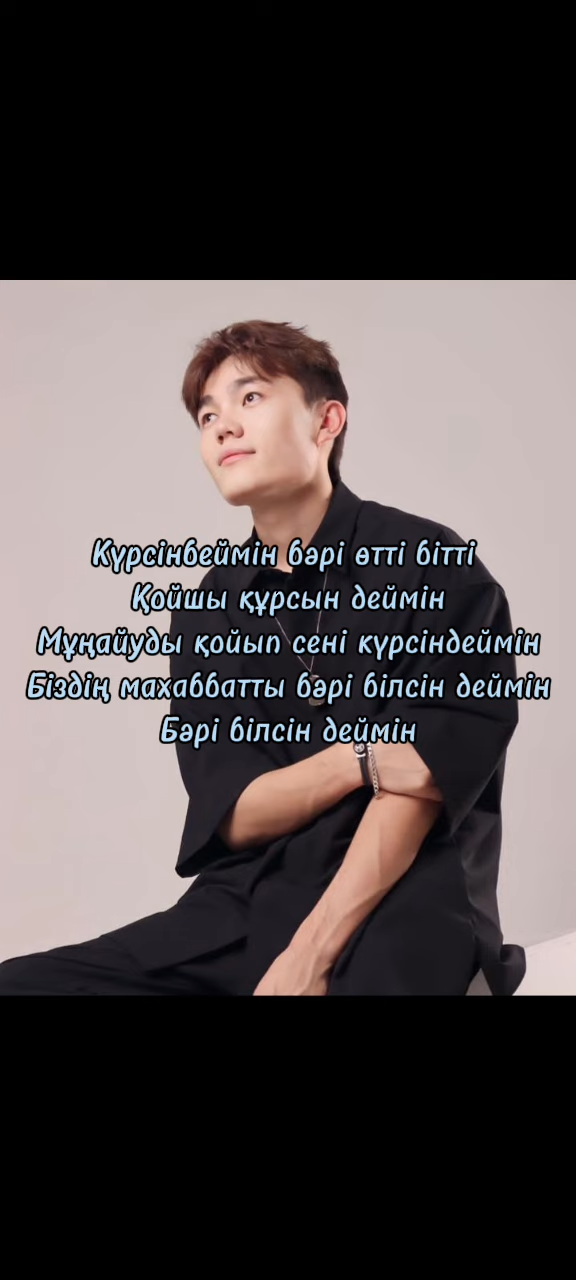 Күрсінбеймін бәрі өтті бітті
Қойшы құрсын деймін
Мұңайуды қойып сені күрсіндеймін
Біздің махаббатты бәрі білсін деймін
Бәрі білсін деймін